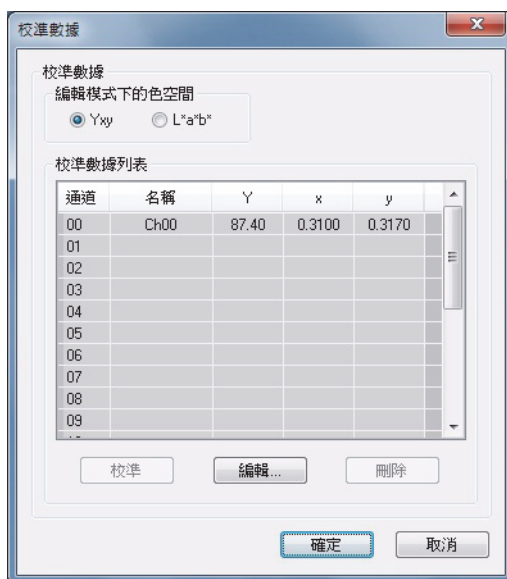 校準數據
校準數據
編輯模式下的色空間
Yxy L*a*b*
校準數據列表
通道 名稱 Y x y
00 Ch00 87.40 0.3100 0.3170
01
02
03
04
05
06
07
08
09
校準 編輯... 刪除
確定 取消